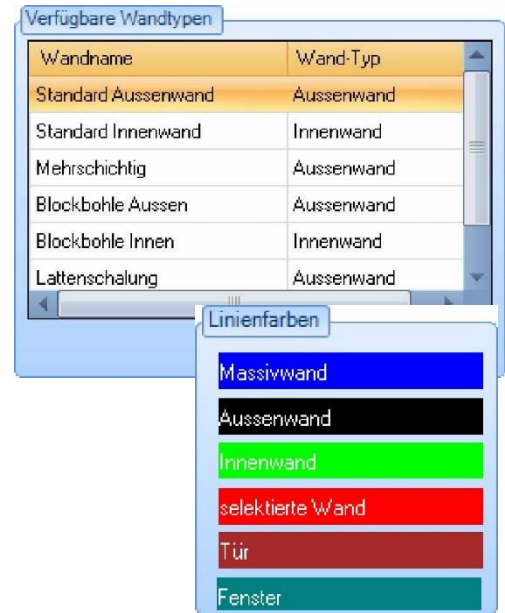 Verfügbare Wandtypen
Wandname Wand-Typ
Standard Aussenwand Aussenwand
Standard Innenwand Innenwand
Mehrschichtig Aussenwand
Blockbohle Aussen Aussenwand
Blockbohle Innen Innenwand
Lattenschalung Aussenwand
Linienfarben
Massivwand
Aussenwand
Innenwand
selektierte Wand
Tür
Fenster